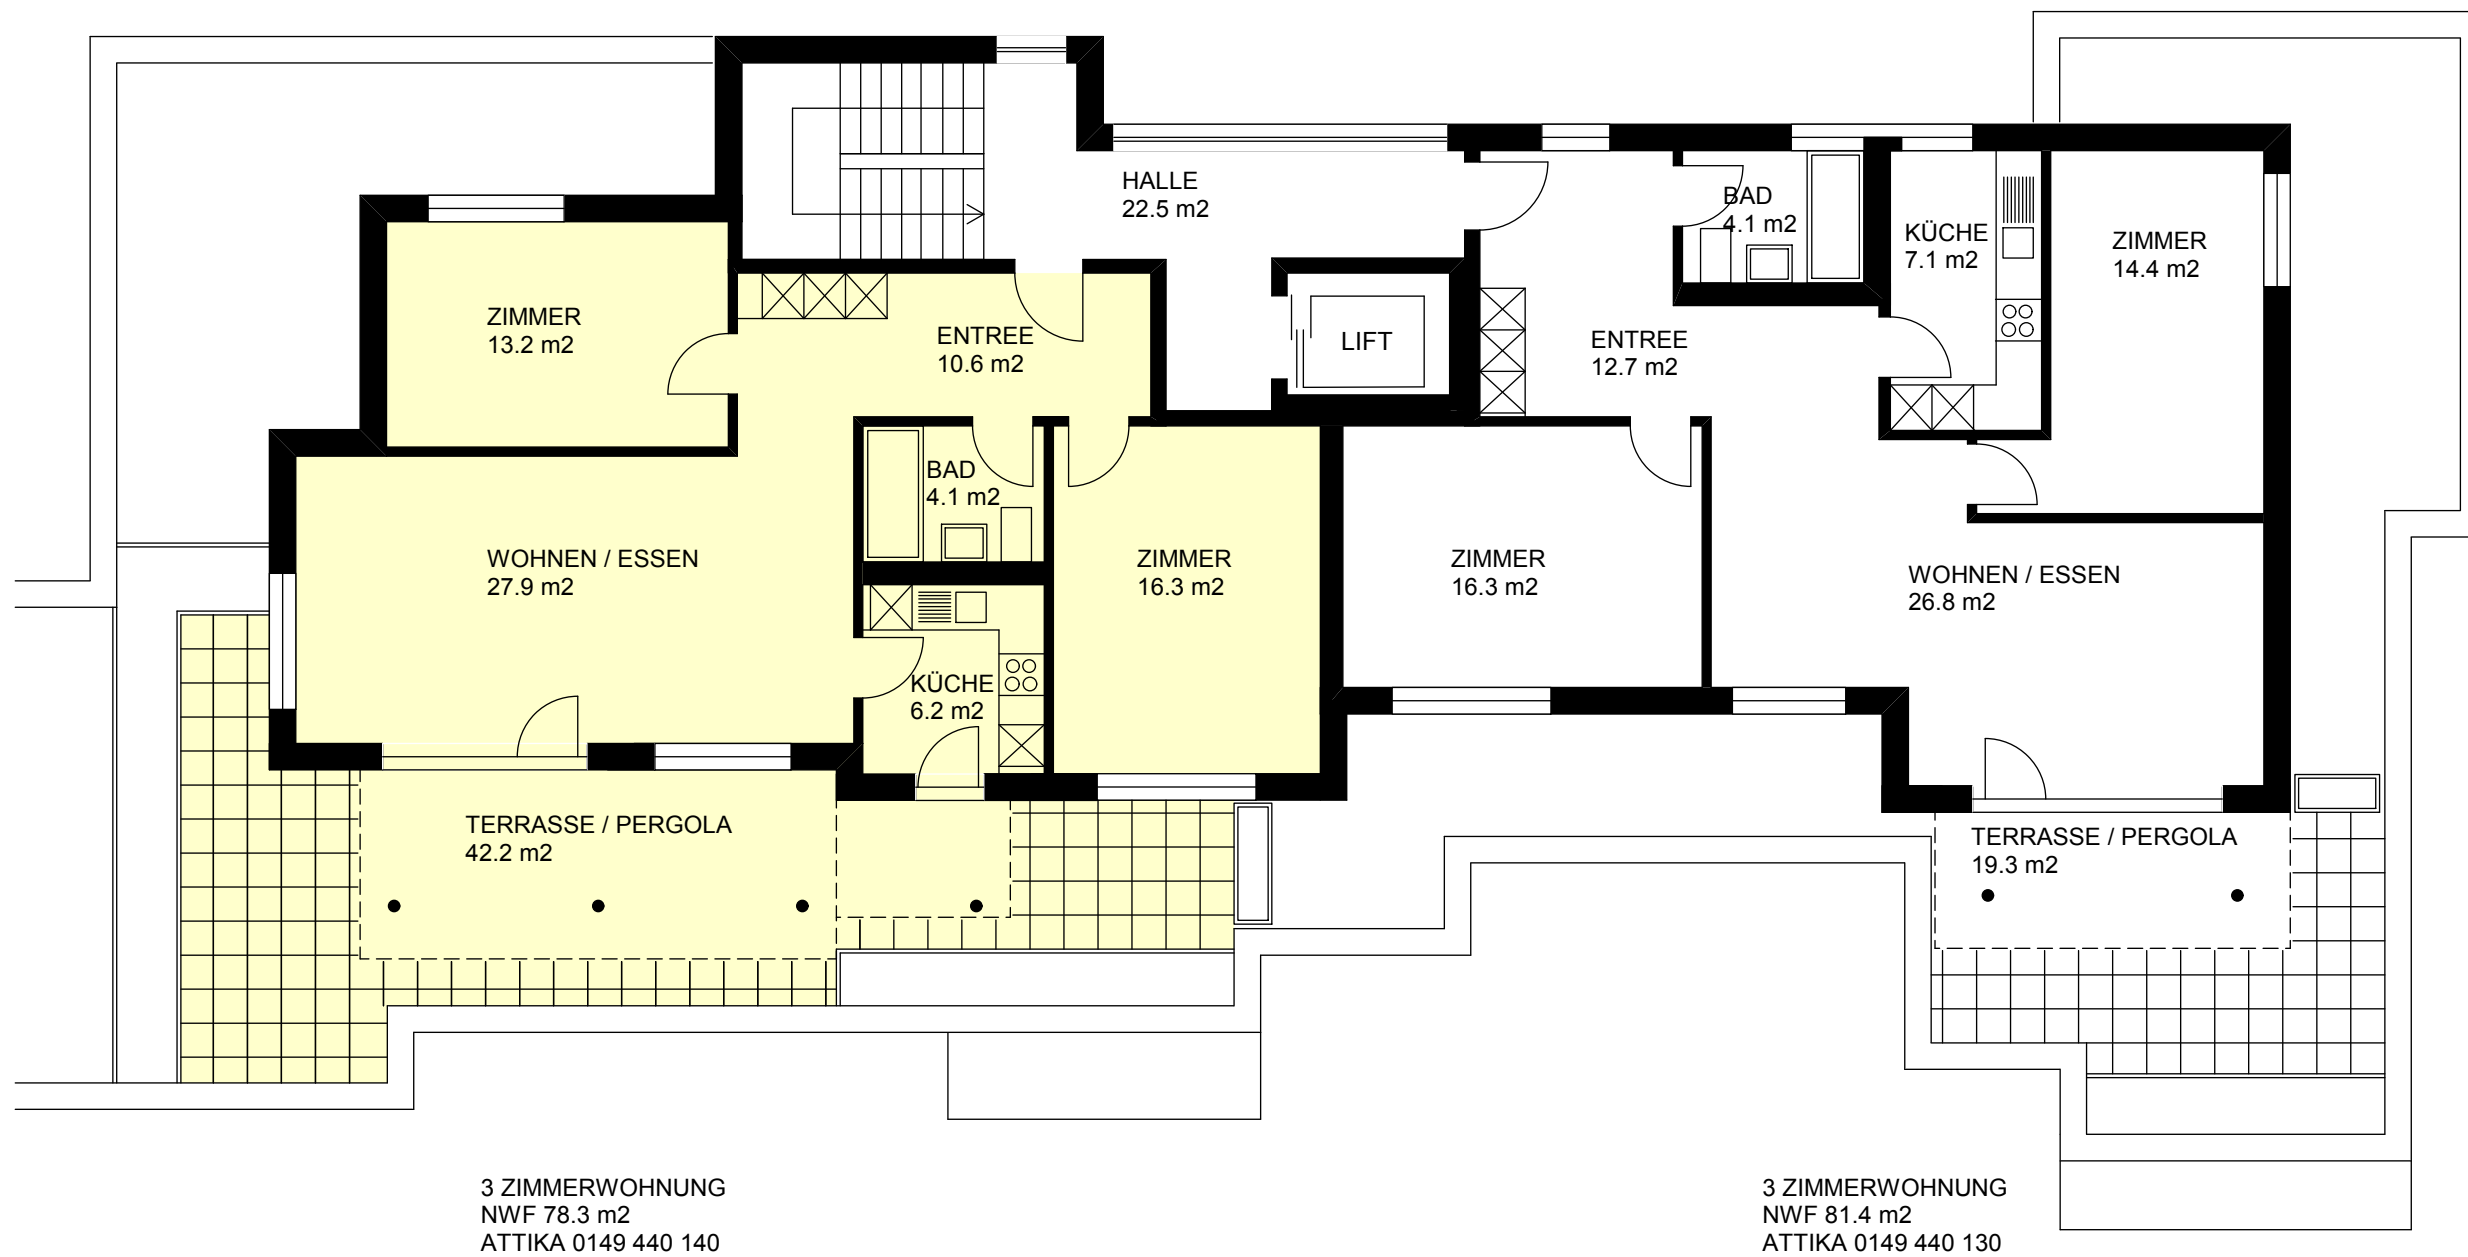 HALLE
22.5 m2
BAD
4.1 m2
KÜCHE
7.1 m2
ZIMMER
14.4 m2
ZIMMER
13.2 m2
ENTREE
10.6 m2
LIFT
ENTREE
12.7 m2
BAD
4.1 m2
WOHNEN / ESSEN
27.9 m2
ZIMMER
16.3 m2
ZIMMER
16.3 m2
WOHNEN / ESSEN
26.8 m2
KÜCHE
6.2 m2
TERRASSE / PERGOLA
42.2 m2
TERRASSE / PERGOLA
19.3 m2
3 ZIMMERWOHNUNG
NWF 78.3 m2
ATTIKA 0149 440 140
3 ZIMMERWOHNUNG
NWF 81.4 m2
ATTIKA 0149 440 130